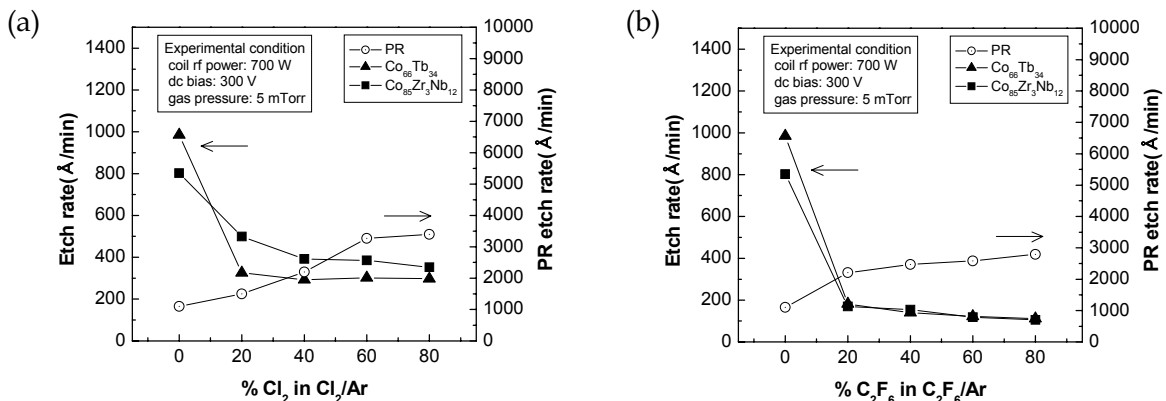 (a)
1400
1200
1000
800
600
400
200
0
Etch rate( Å/min)
Experimental condition
coil rf power: 700 W
dc bias: 300 V
gas pressure: 5 mTorr
PR
Co₆₆Tb₃₄
Co₈₅Zr₃Nb₁₂
10000
9000
8000
7000
6000
5000
4000
3000
2000
1000
0
PR etch rate( Å/min)
0 20 40 60 80
% Cl₂ in Cl₂/Ar
(b)
1400
1200
1000
800
600
400
200
0
Etch rate( Å/min)
Experimental condition
coil rf power: 700 W
dc bias: 300 V
gas pressure: 5 mTorr
PR
Co₆₆Tb₃₄
Co₈₅Zr₃Nb₁₂
10000
9000
8000
7000
6000
5000
4000
3000
2000
1000
0
PR etch rate( Å/min)
0 20 40 60 80
% C₂F₆ in C₂F₆/Ar